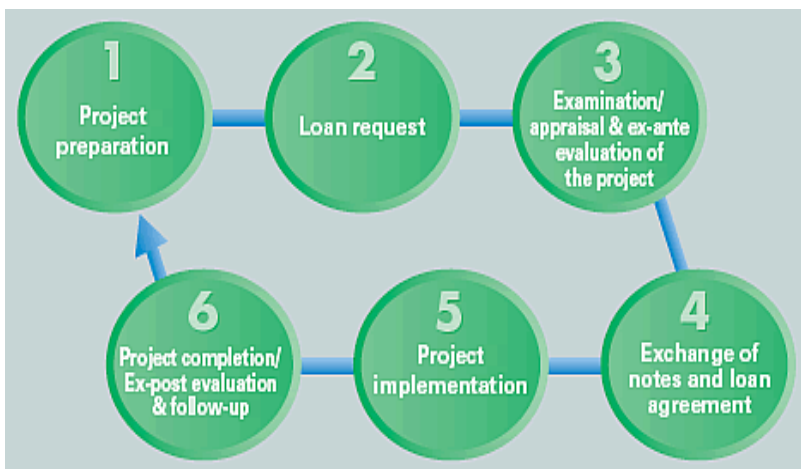 1
Project
preparation
2
Loan request
3
Examination/
appraisal & ex-ante
evaluation of
the project
4
Exchange of
notes and loan
agreement
5
Project
implementation
6
Project completion/
Ex-post evaluation
& follow-up